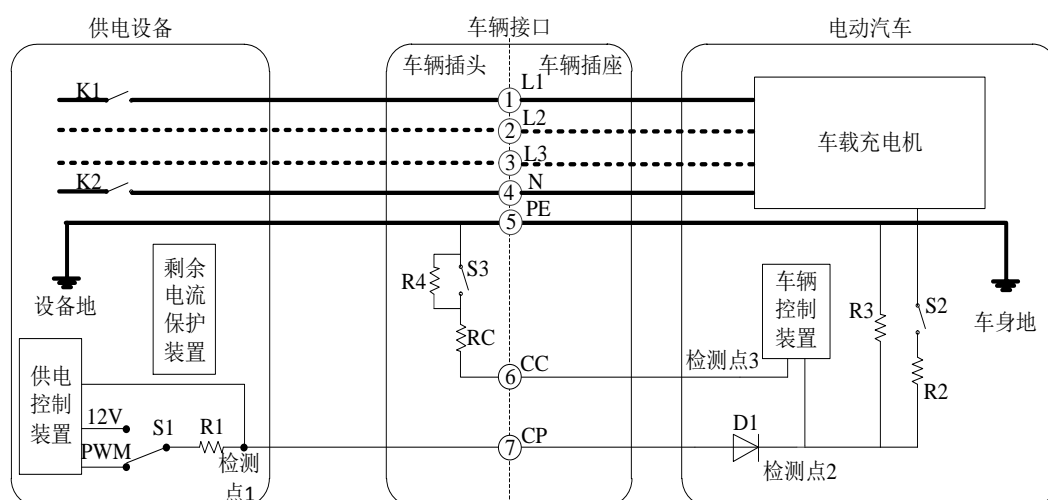 供电设备
车辆接口
电动汽车
车辆插头
车辆插座
K1
1
L1
2
L2
3
L3
K2
4
N
5
PE
车载充电机
设备地
剩余
电流
保护
装置
R4
S3
RC
6
CC
检测点3
车辆
控制
装置
R3
S2
R2
车身地
供电
控制
装置
12V
PWM
S1
R1
检测
点1
7
CP
D1
检测点2